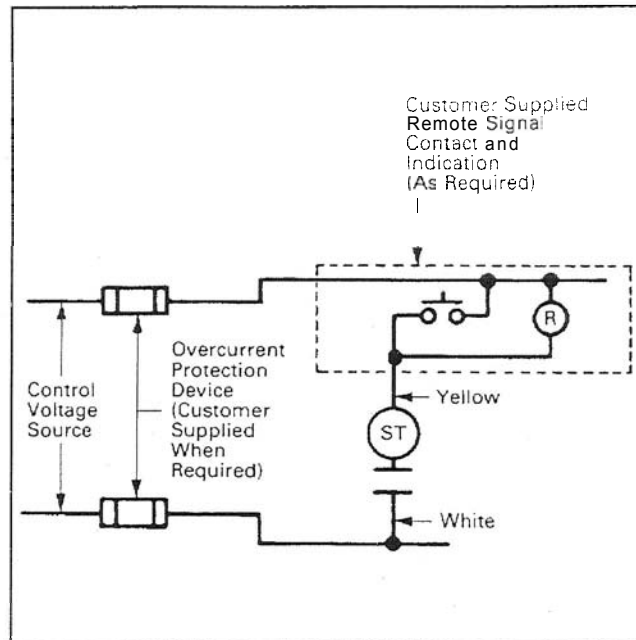 Customer Supplied
Remote Signal
Contact and
Indication
(As Required)
R
Overcurrent
Protection
Device
(Customer
Supplied
When
Required)
Control
Voltage
Source
Yellow
ST
White